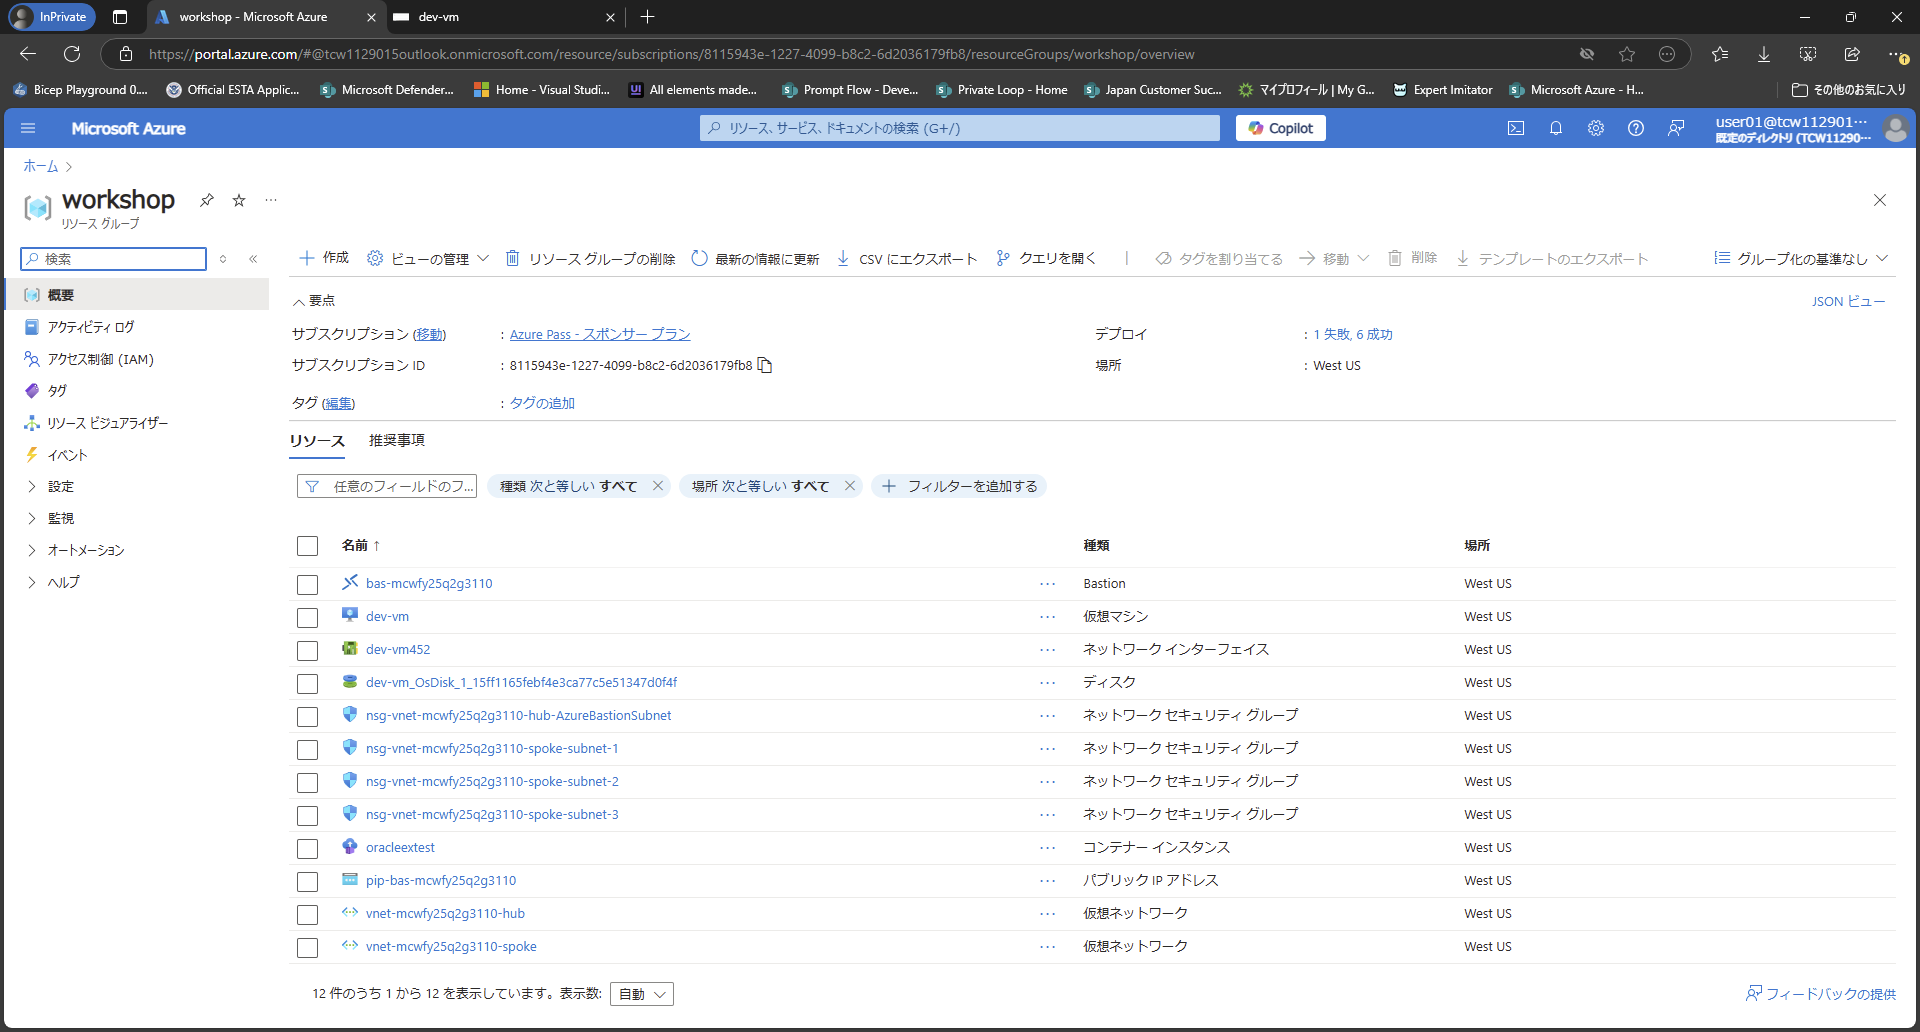 InPrivate
workshop - Microsoft Azure
dev-vm
https://portal.azure.com/#@tcw1129015outlook.onmicrosoft.com/resource/subscriptions/8115943e-1227-4099-b8c2-6d2036179fb8/resourceGroups/workshop/overview
Bicep Playground 0....
Official ESTA Applic...
Microsoft Defender...
Home - Visual Studi...
All elements made...
Prompt Flow - Deve...
Private Loop - Home
Japan Customer Suc...
マイプロフィール | My G...
Expert Imitator
Microsoft Azure - H...
その他のお気に入り
Microsoft Azure
リソース、サービス、ドキュメントの検索 (G+/)
Copilot
user01@tcw112901...
既定のディレクトリ (TCW11290...
ホーム >
workshop
リソース グループ
検索
作成
ビューの管理
リソース グループの削除
最新の情報に更新
CSV にエクスポート
クエリを開く
タグを割り当てる
移動
削除
テンプレートのエクスポート
グループ化の基準なし
概要
アクティビティ ログ
アクセス制御 (IAM)
タグ
リソース ビジュアライザー
イベント
設定
監視
オートメーション
ヘルプ
要点
JSON ビュー
サブスクリプション (移動) : Azure Pass - スポンサー プラン
デプロイ : 1 失敗, 6 成功
サブスクリプション ID : 8115943e-1227-4099-b8c2-6d2036179fb8
場所 : West US
タグ (編集) : タグの追加
リソース 推奨事項
任意のフィールドのフ...
種類 次と等しい すべて
場所 次と等しい すべて
フィルターを追加する
名前 ↑ 種類 場所
bas-mcwfy25q2g3110 ... Bastion West US
dev-vm ... 仮想マシン West US
dev-vm452 ... ネットワーク インターフェイス West US
dev-vm_OsDisk_1_15ff1165febf4e3ca77c5e51347d0f4f ... ディスク West US
nsg-vnet-mcwfy25q2g3110-hub-AzureBastionSubnet ... ネットワーク セキュリティ グループ West US
nsg-vnet-mcwfy25q2g3110-spoke-subnet-1 ... ネットワーク セキュリティ グループ West US
nsg-vnet-mcwfy25q2g3110-spoke-subnet-2 ... ネットワーク セキュリティ グループ West US
nsg-vnet-mcwfy25q2g3110-spoke-subnet-3 ... ネットワーク セキュリティ グループ West US
oracleextest ... コンテナー インスタンス West US
pip-bas-mcwfy25q2g3110 ... パブリック IP アドレス West US
vnet-mcwfy25q2g3110-hub ... 仮想ネットワーク West US
vnet-mcwfy25q2g3110-spoke ... 仮想ネットワーク West US
12 件のうち 1 から 12 を表示しています。表示数: 自動
フィードバックの提供